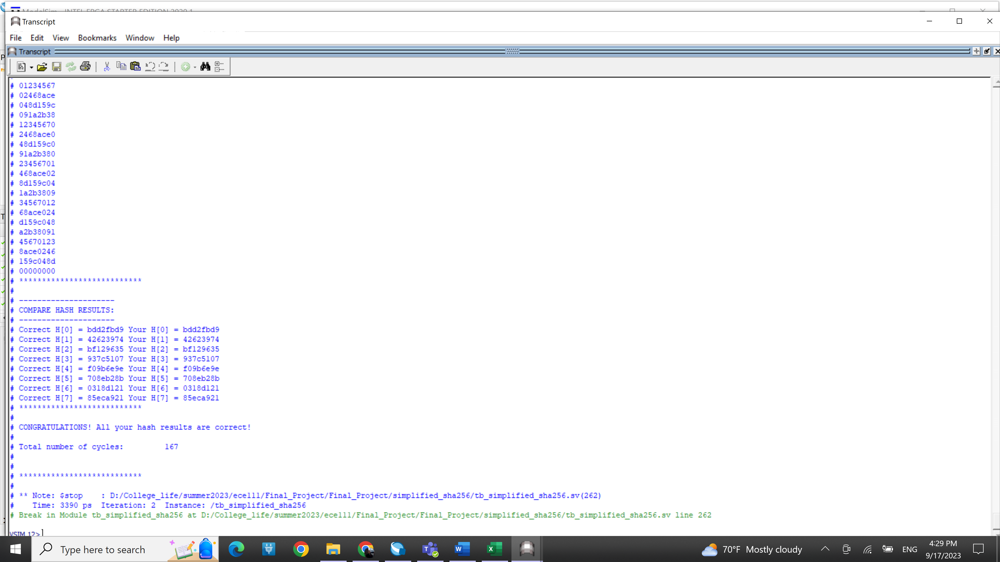 ModelSim - INTEL FPGA STARTER EDITION 2020.1
Transcript
File Edit View Bookmarks Window Help
Transcript
# 01234567
# 02468ace
# 048d159c
# 091a2b38
# 12345670
# 2468ace0
# 48d159c0
# 91a2b380
# 23456701
# 468ace02
# 8d159c04
# 1a2b3809
# 34567012
# 68ace024
# d159c048
# a2b38091
# 45670123
# 8ace0246
# 159c048d
# 00000000
# ***************************
#
# ---------------------
# COMPARE HASH RESULTS:
# ---------------------
# Correct H[0] = bdd2fbd9 Your H[0] = bdd2fbd9
# Correct H[1] = 42623974 Your H[1] = 42623974
# Correct H[2] = bf129635 Your H[2] = bf129635
# Correct H[3] = 937c5107 Your H[3] = 937c5107
# Correct H[4] = f09b6e9e Your H[4] = f09b6e9e
# Correct H[5] = 708eb28b Your H[5] = 708eb28b
# Correct H[6] = 0318d121 Your H[6] = 0318d121
# Correct H[7] = 85eca921 Your H[7] = 85eca921
# ***************************
#
# CONGRATULATIONS! All your hash results are correct!
#
# Total number of cycles:         167
#
#
# ***************************
#
# ** Note: $stop    : D:/College_life/summer2023/ece111/Final_Project/Final_Project/simplified_sha256/tb_simplified_sha256.sv(262)
#    Time: 3390 ps  Iteration: 2  Instance: /tb_simplified_sha256
# Break in Module tb_simplified_sha256 at D:/College_life/summer2023/ece111/Final_Project/Final_Project/simplified_sha256/tb_simplified_sha256.sv line 262
VSIM 12>
Type here to search
70°F Mostly cloudy
ENG
4:29 PM
9/17/2023